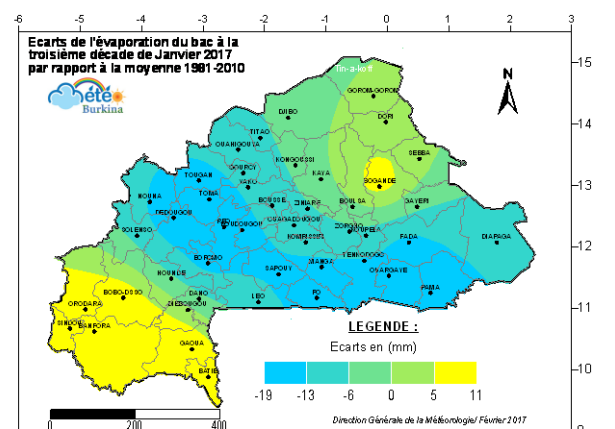 -6 -5 -4 -3 -2 -1 0 1 2 3
Ecarts de l'évaporation du bac à la
troisième décade de Janvier 2017
par rapport à la moyenne 1981-2010
météo
Burkina
N
15
14
13
12
11
10
9
Tin-a-koff
GOROM-GOROM
DJIBO
DORI
TITAO
OUAHIGOUYA
SEBBA
KONGOUSSI
GOURCY
KAYA
TOUGAN
YAKO
BOGANDE
TOMA
NOUNA
BOUSSE
ZINIARE
BOULSA
GAYERI
DEDOUGOU
REO
KOUDOUGOU
OUAGADOUGOU
ZORGHO
KOUPELA
SOLENSO
KOMBISSIRI
FADA
DIAPAGA
BOROMO
MANGA
TENKODOGO
SAPOUY
OUARGAYE
HOUNDE
BOBO-DSSO
DANO
LEO
PO
PAMA
ORODARA
DIEBOUGOU
SINDOU
BANFORA
GAOUA
BATIE
LEGENDE :
Ecarts en (mm)
-19 -13 -6 0 5 11
0 200 400
Direction Générale de la Météorologie/ Février 2017